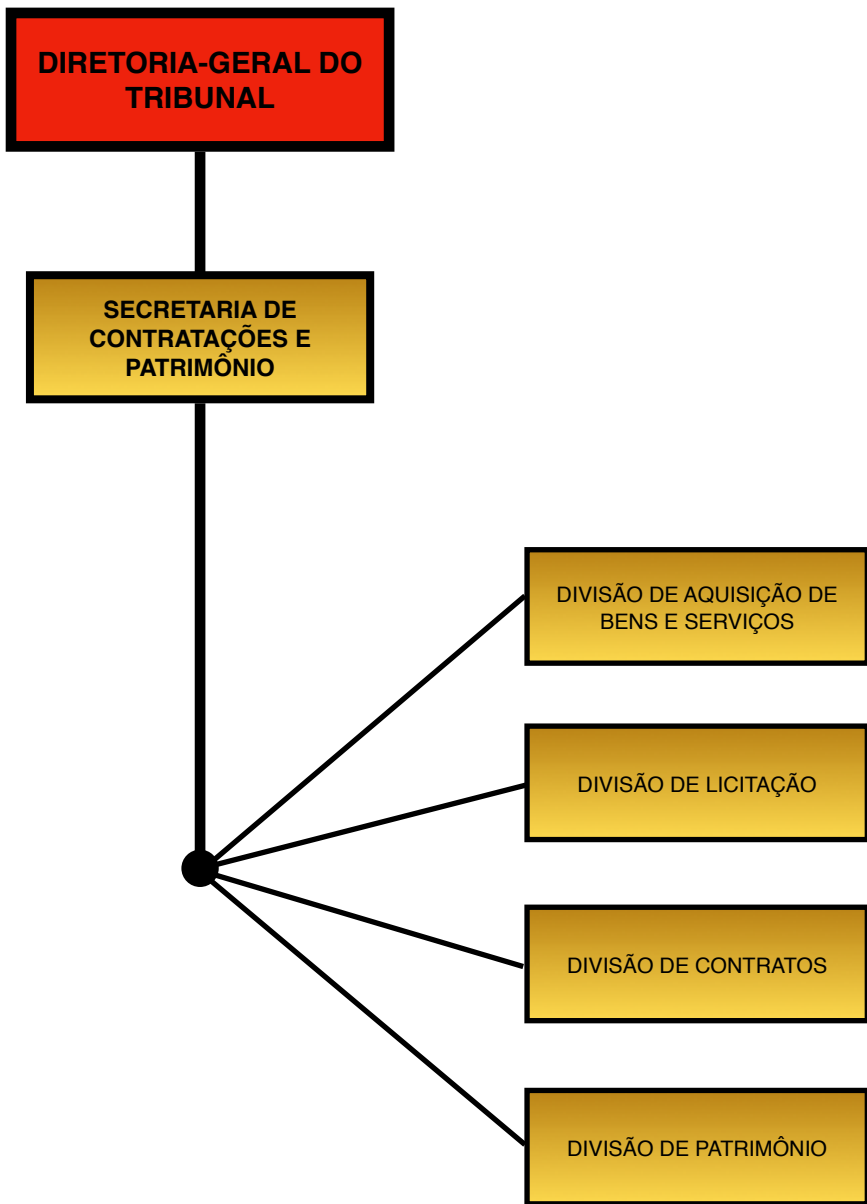 DIRETORIA-GERAL DO
TRIBUNAL
SECRETARIA DE
CONTRATAÇÕES E
PATRIMÔNIO
DIVISÃO DE AQUISIÇÃO DE
BENS E SERVIÇOS
DIVISÃO DE LICITAÇÃO
DIVISÃO DE CONTRATOS
DIVISÃO DE PATRIMÔNIO